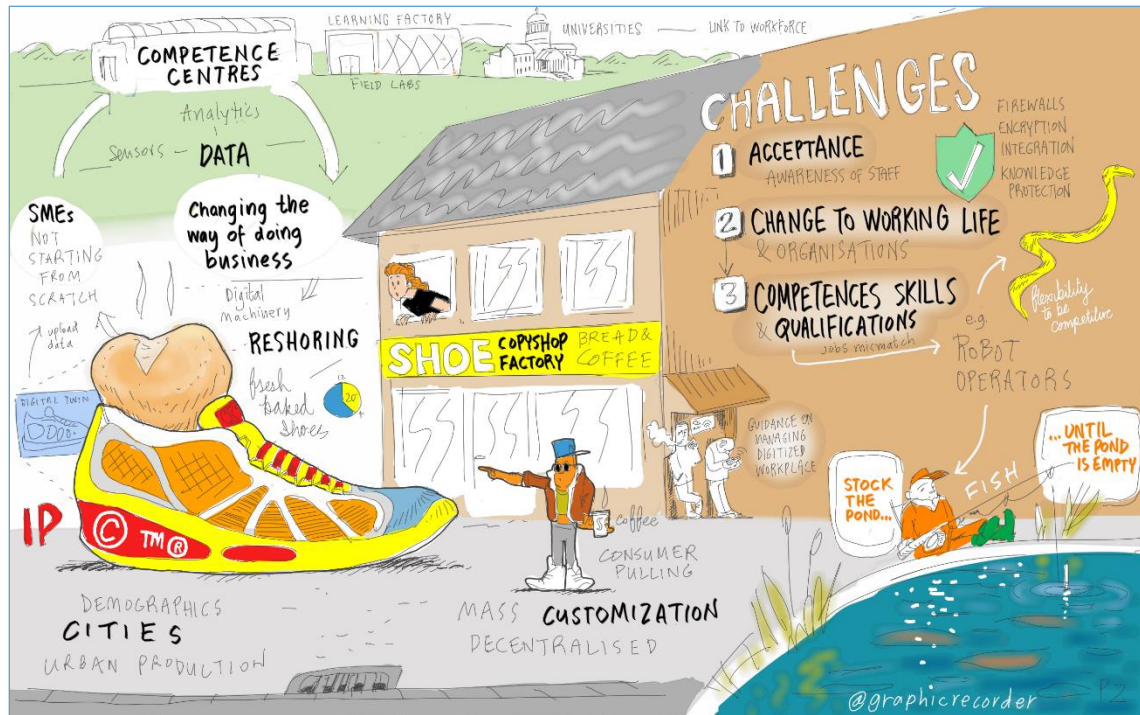 COMPETENCE
CENTRES
LEARNING FACTORY
FIELD LABS
UNIVERSITIES
LINK TO WORKFORCE
Analytics
Sensors
DATA
SMEs
NOT
STARTING
FROM
SCRATCH
Changing the
way of doing
business
upload
data
Digital
Machinery
RESHORING
fresh
baked
shoes
20
DIGITAL TWIN
IP
© TM ®
SHOE
COPYSHOP
FACTORY
BREAD &
COFFEE
CHALLENGES
1 ACCEPTANCE
AWARENESS OF STAFF
2 CHANGE TO WORKING LIFE
& ORGANISATIONS
3 COMPETENCES SKILLS
& QUALIFICATIONS
jobs micmatch
FIREWALLS
ENCRYPTION
INTEGRATION
KNOWLEDGE
PROTECTION
flexibility
to be
competitive
e.g.
ROBOT
OPERATORS
GUIDANCE ON
MANAGING
DIGITIZED
WORKPLACE
STOCK
THE
POND...
FISH
...UNTIL
THE POND
IS EMPTY
coffee
CONSUMER
PULLING
DEMOGRAPHICS
CITIES
URBAN PRODUCTION
MASS CUSTOMIZATION
DECENTRALISED
@graphicrecorder
P2